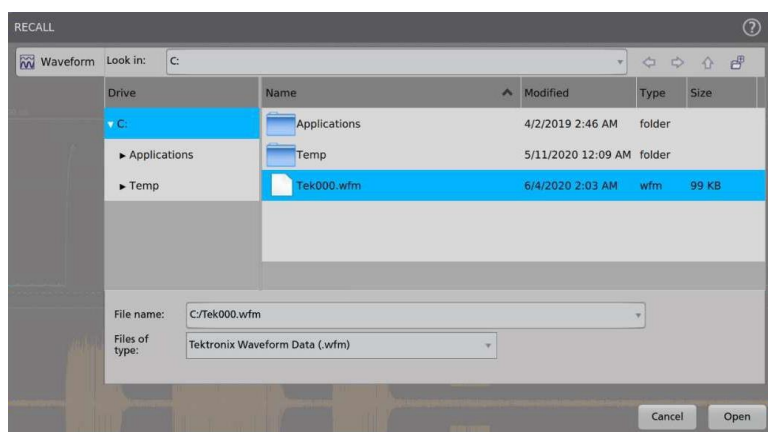 RECALL ?
Waveform Look in: C:
Drive Name Modified Type Size
C: Applications 4/2/2019 2:46 AM folder
Applications Temp 5/11/2020 12:09 AM folder
Temp Tek000.wfm 6/4/2020 2:03 AM wfm 99 KB
File name: C:/Tek000.wfm
Files of
type: Tektronix Waveform Data (.wfm)
Cancel Open